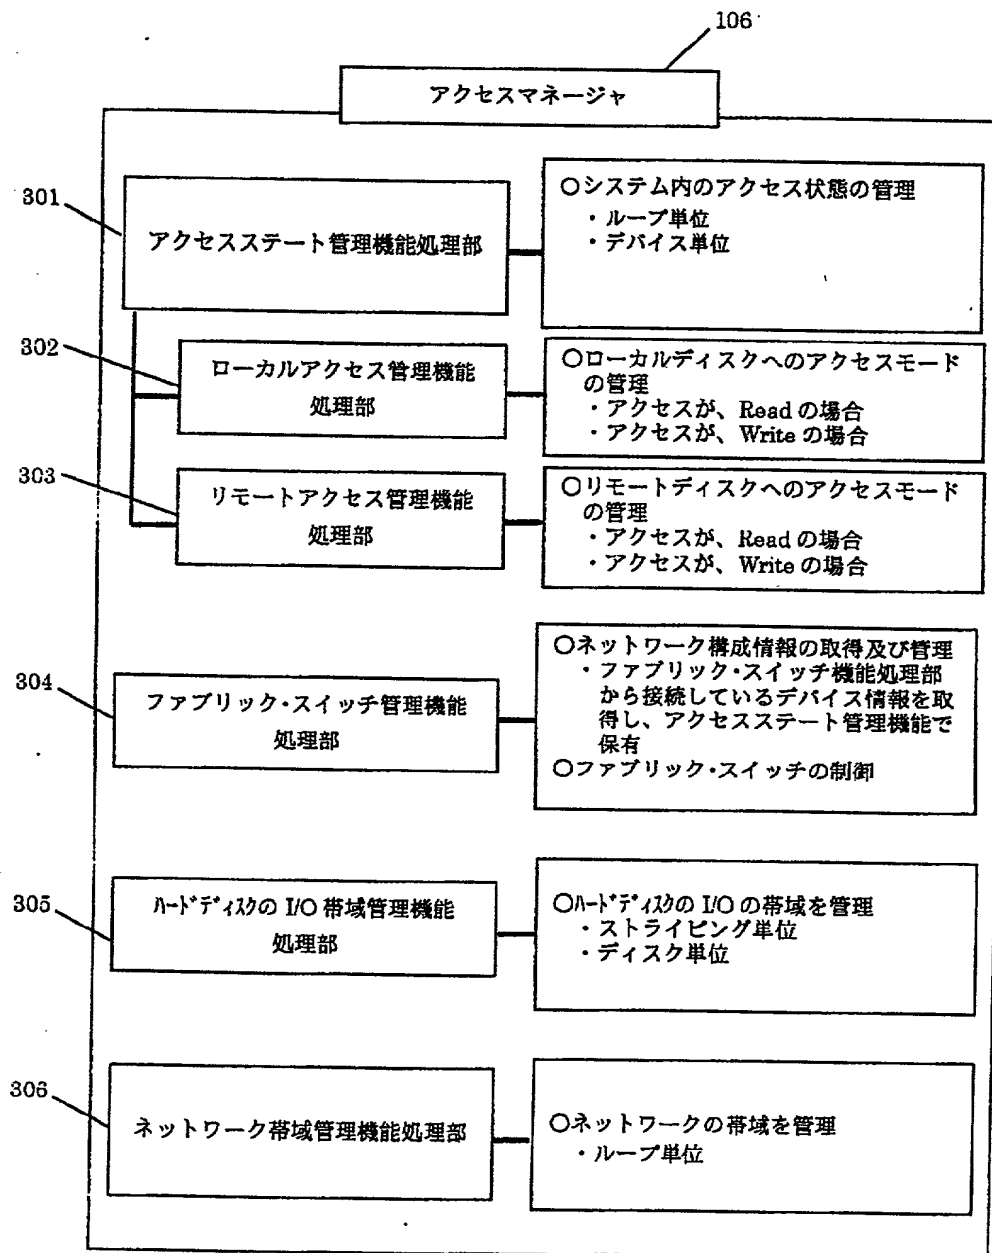 106
アクセスマネージャ
301
アクセスステート管理機能処理部
○システム内のアクセス状態の管理
・ループ単位
・デバイス単位
302
ローカルアクセス管理機能
処理部
○ローカルディスクへのアクセスモード
の管理
・アクセスが、Readの場合
・アクセスが、Writeの場合
303
リモートアクセス管理機能
処理部
○リモートディスクへのアクセスモード
の管理
・アクセスが、Readの場合
・アクセスが、Writeの場合
304
ファブリック・スイッチ管理機能
処理部
○ネットワーク構成情報の取得及び管理
・ファブリック・スイッチ機能処理部
から接続しているデバイス情報を取
得し、アクセスステート管理機能で
保有
○ファブリック・スイッチの制御
305
ﾊｰﾄﾞﾃﾞｨｽｸの I/O 帯域管理機能
処理部
○ﾊｰﾄﾞﾃﾞｨｽｸの I/O の帯域を管理
・ストライピング単位
・ディスク単位
306
ネットワーク帯域管理機能処理部
○ネットワークの帯域を管理
・ループ単位